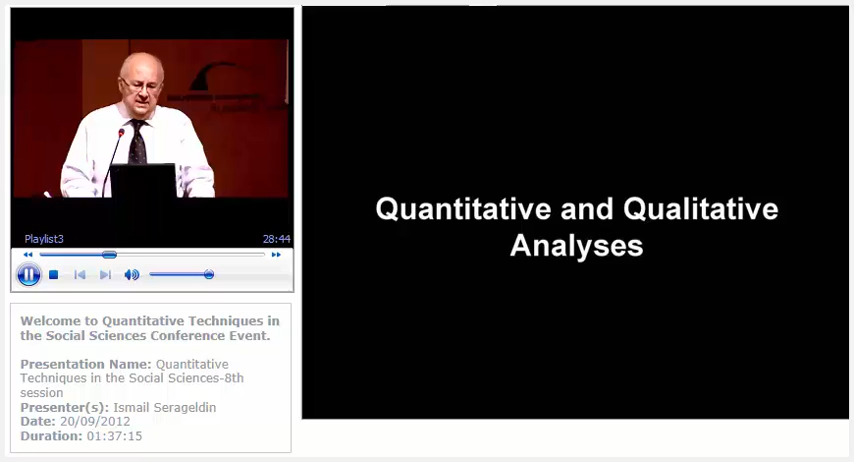 Playlist3
28:44
Welcome to Quantitative Techniques in
the Social Sciences Conference Event.
Presentation Name: Quantitative
Techniques in the Social Sciences-8th
session
Presenter(s): Ismail Serageldin
Date: 20/09/2012
Duration: 01:37:15
Quantitative and Qualitative
Analyses